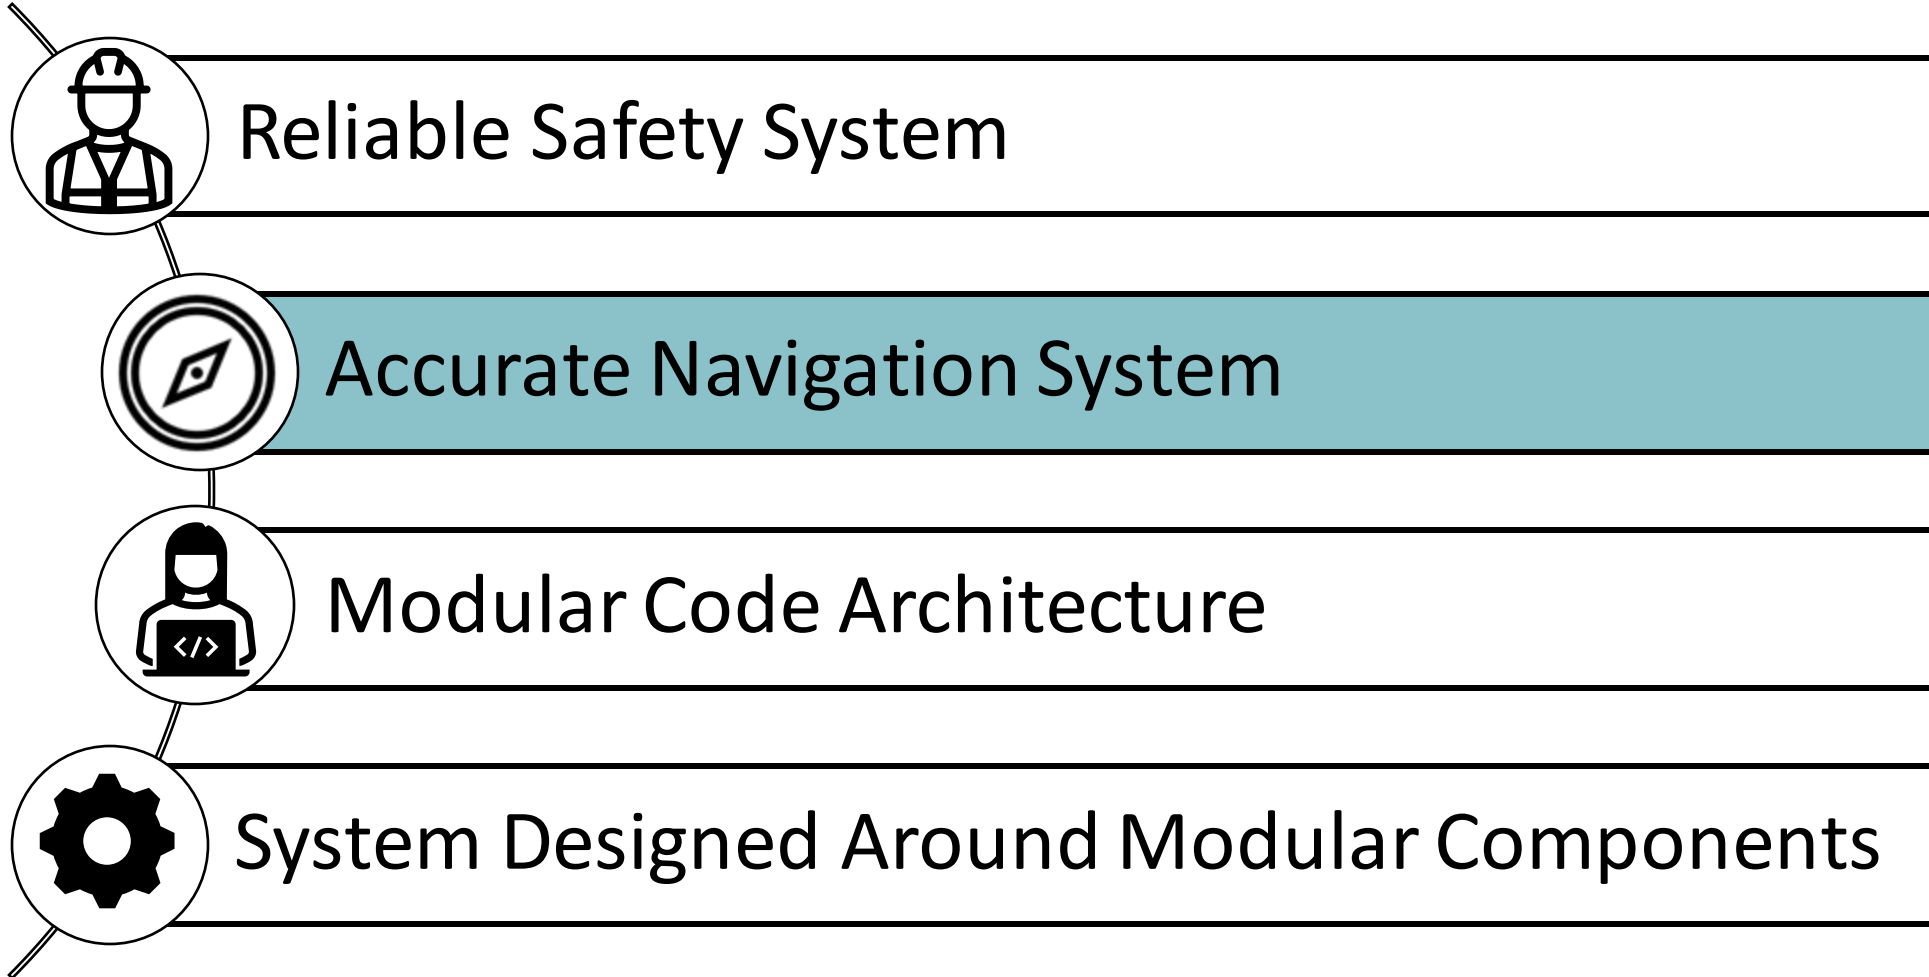 Reliable Safety System
Accurate Navigation System
Modular Code Architecture
</>
System Designed Around Modular Components